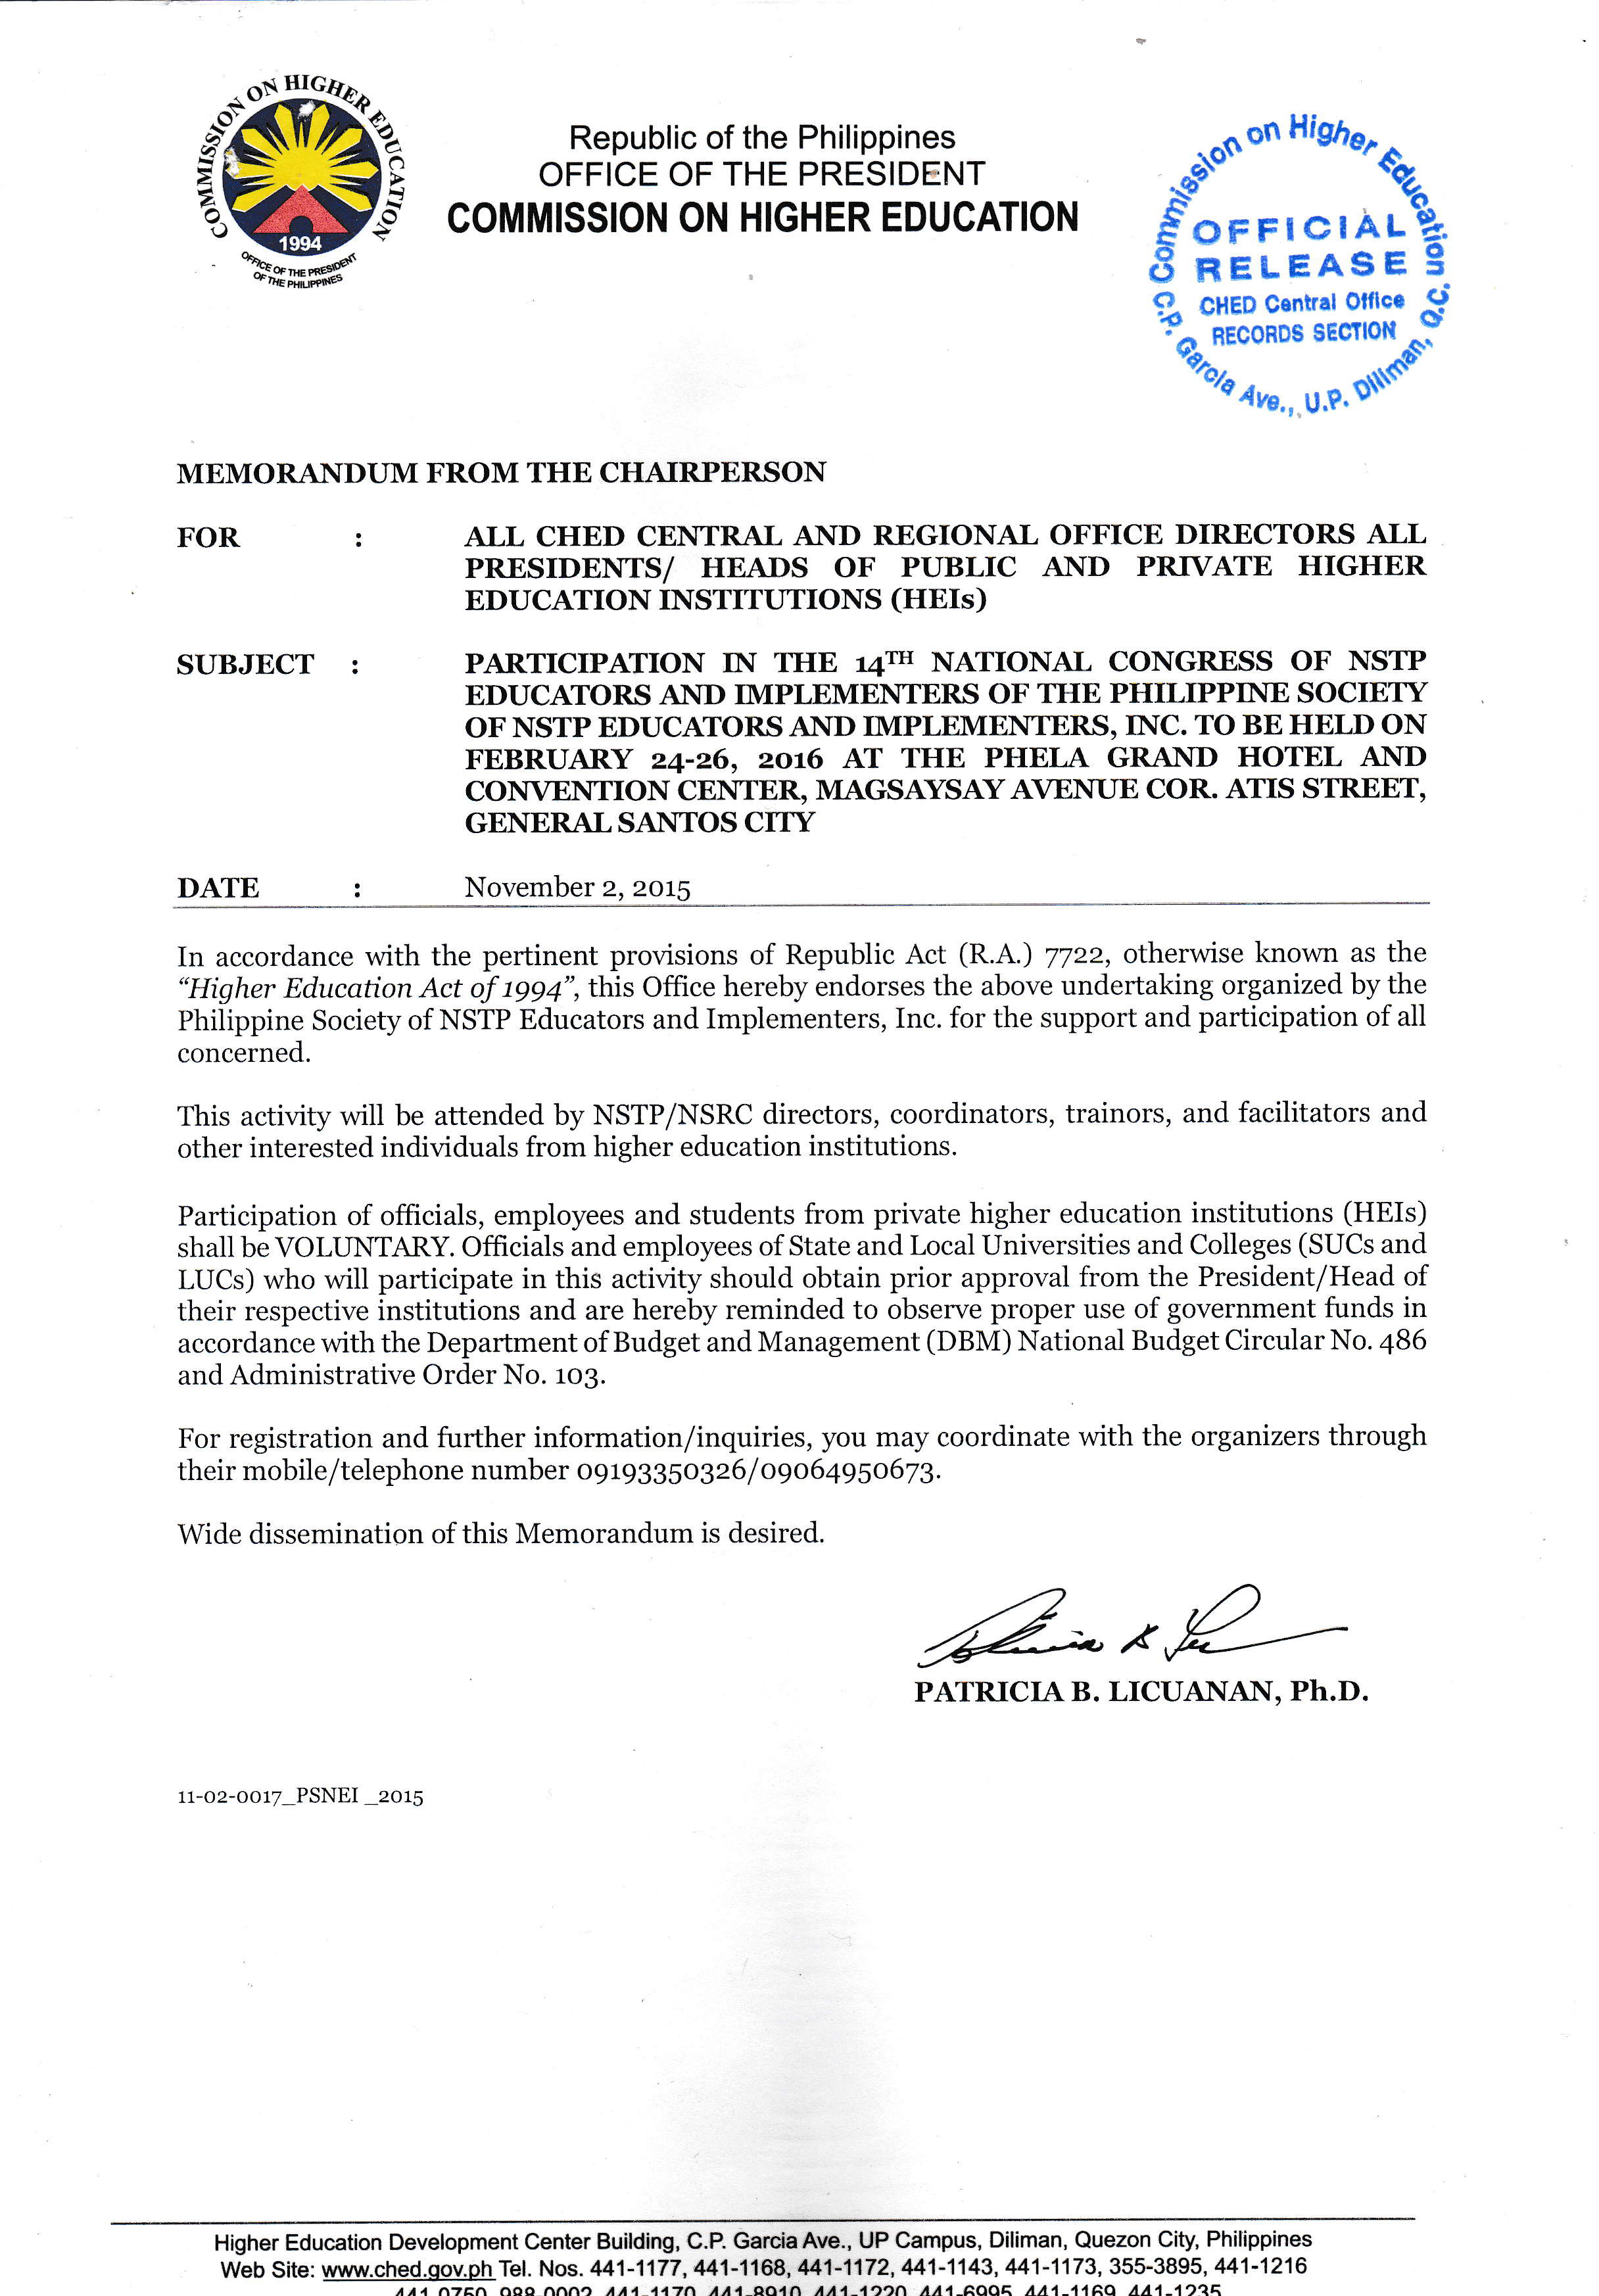 COMMISSION ON HIGHER EDUCATION
1994
OFFICE OF THE PRESIDENT
OF THE PHILIPPINES
Republic of the Philippines
OFFICE OF THE PRESIDENT
COMMISSION ON HIGHER EDUCATION
Commission on Higher Education
OFFICIAL
RELEASE
CHED Central Office
RECORDS SECTION
C.P. Garcia Ave., U.P. Diliman, Q.C.
MEMORANDUM FROM THE CHAIRPERSON
FOR : ALL CHED CENTRAL AND REGIONAL OFFICE DIRECTORS ALL
PRESIDENTS/ HEADS OF PUBLIC AND PRIVATE HIGHER
EDUCATION INSTITUTIONS (HEIs)
SUBJECT : PARTICIPATION IN THE 14TH NATIONAL CONGRESS OF NSTP
EDUCATORS AND IMPLEMENTERS OF THE PHILIPPINE SOCIETY
OF NSTP EDUCATORS AND IMPLEMENTERS, INC. TO BE HELD ON
FEBRUARY 24-26, 2016 AT THE PHELA GRAND HOTEL AND
CONVENTION CENTER, MAGSAYSAY AVENUE COR. ATIS STREET,
GENERAL SANTOS CITY
DATE : November 2, 2015
In accordance with the pertinent provisions of Republic Act (R.A.) 7722, otherwise known as the
“Higher Education Act of 1994”, this Office hereby endorses the above undertaking organized by the
Philippine Society of NSTP Educators and Implementers, Inc. for the support and participation of all
concerned.
This activity will be attended by NSTP/NSRC directors, coordinators, trainors, and facilitators and
other interested individuals from higher education institutions.
Participation of officials, employees and students from private higher education institutions (HEIs)
shall be VOLUNTARY. Officials and employees of State and Local Universities and Colleges (SUCs and
LUCs) who will participate in this activity should obtain prior approval from the President/Head of
their respective institutions and are hereby reminded to observe proper use of government funds in
accordance with the Department of Budget and Management (DBM) National Budget Circular No. 486
and Administrative Order No. 103.
For registration and further information/inquiries, you may coordinate with the organizers through
their mobile/telephone number 09193350326/09064950673.
Wide dissemination of this Memorandum is desired.
PATRICIA B. LICUANAN, Ph.D.
11-02-0017_PSNEI _2015
Higher Education Development Center Building, C.P. Garcia Ave., UP Campus, Diliman, Quezon City, Philippines
Web Site: www.ched.gov.ph Tel. Nos. 441-1177, 441-1168, 441-1172, 441-1143, 441-1173, 355-3895, 441-1216
441-0750, 988-0002, 441-1170, 441-8910, 441-1220, 441-6995, 441-1169, 441-1235